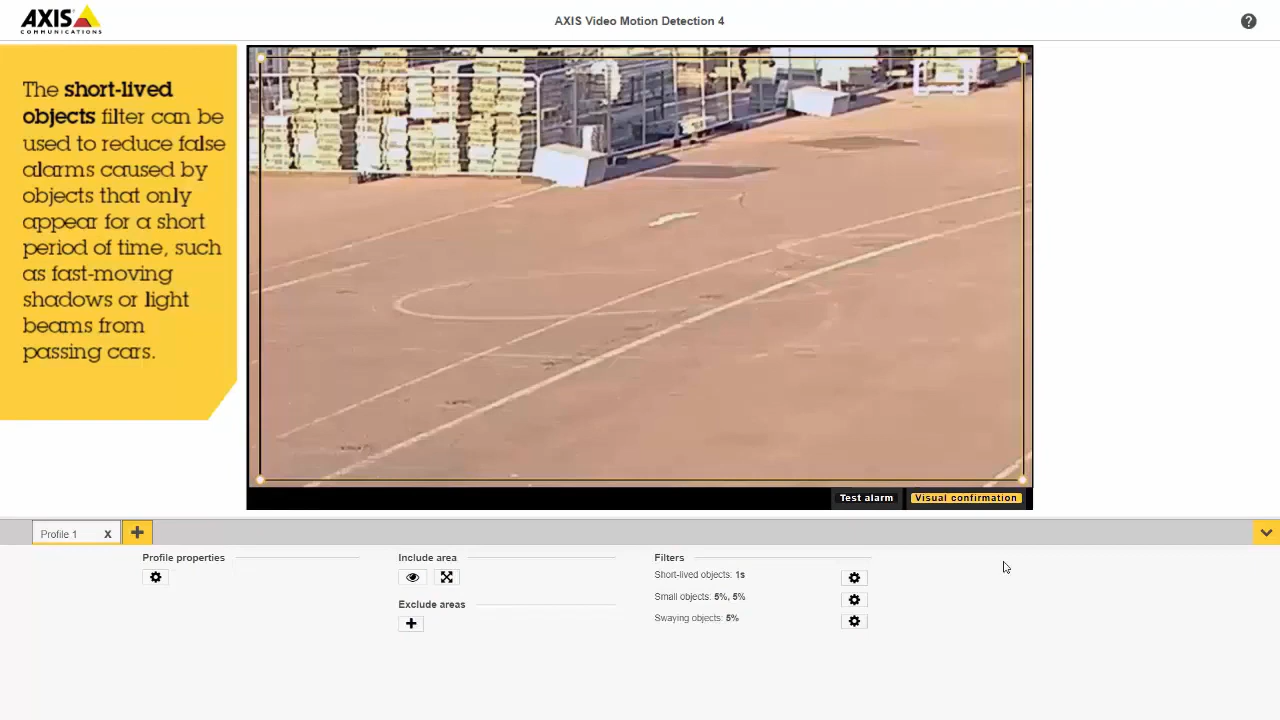 AXIS
COMMUNICATIONS
AXIS Video Motion Detection 4
?
The short-lived
objects filter can be
used to reduce false
alarms caused by
objects that only
appear for a short
period of time, such
as fast-moving
shadows or light
beams from
passing cars.
Test alarm
Visual confirmation
Profile 1 X
Profile properties
Include area
Exclude areas
Filters
Short-lived objects: 1s
Small objects: 5%, 5%
Swaying objects: 5%